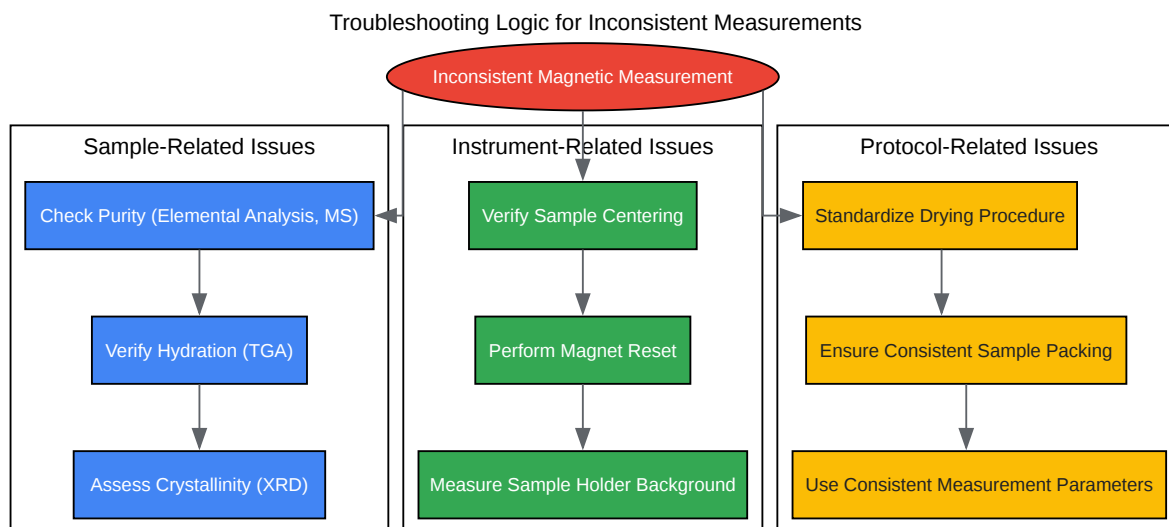 Troubleshooting Logic for Inconsistent Measurements
Inconsistent Magnetic Measurement
Sample-Related Issues
Check Purity (Elemental Analysis, MS)
Verify Hydration (TGA)
Assess Crystallinity (XRD)
Instrument-Related Issues
Verify Sample Centering
Perform Magnet Reset
Measure Sample Holder Background
Protocol-Related Issues
Standardize Drying Procedure
Ensure Consistent Sample Packing
Use Consistent Measurement Parameters